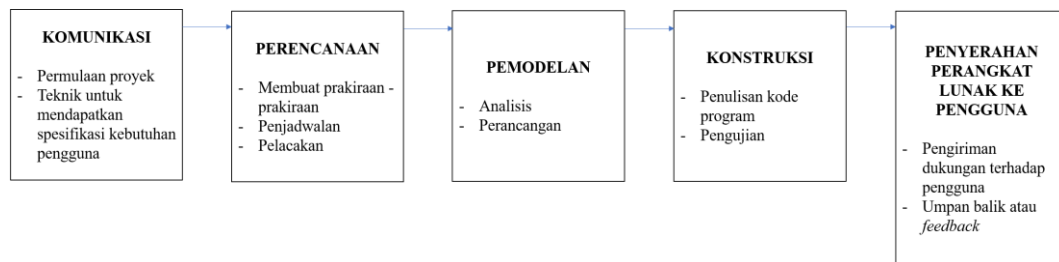 KOMUNIKASI
- Permulaan proyek
- Teknik untuk
mendapatkan
spesifikasi kebutuhan
pengguna
PERENCANAAN
- Membuat prakiraan -
prakiraan
- Penjadwalan
- Pelacakan
PEMODELAN
- Analisis
- Perancangan
KONSTRUKSI
- Penulisan kode
program
- Pengujian
PENYERAHAN
PERANGKAT
LUNAK KE
PENGGUNA
- Pengiriman
dukungan terhadap
pengguna
- Umpan balik atau
feedback